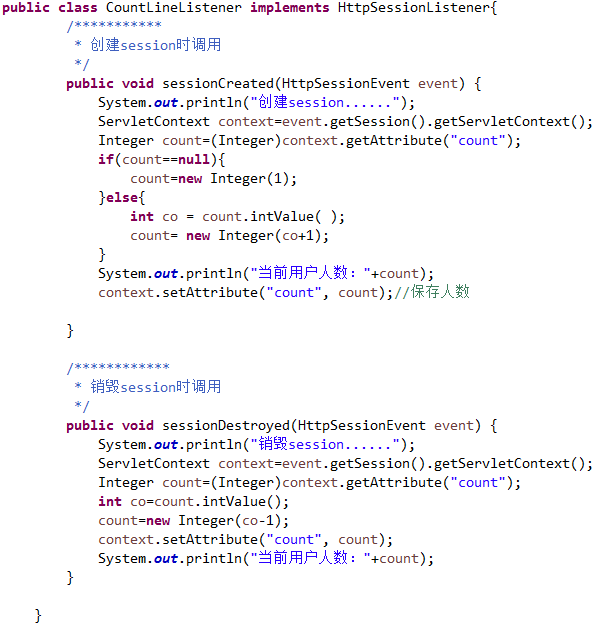 public class CountLineListener implements HttpSessionListener{
/***********
* 创建session时调用
*/
public void sessionCreated(HttpSessionEvent event) {
System.out.println("创建session......");
ServletContext context=event.getSession().getServletContext();
Integer count=(Integer)context.getAttribute("count");
if(count==null){
count=new Integer(1);
}else{
int co = count.intValue( );
count= new Integer(co+1);
}
System.out.println("当前用户人数："+count);
context.setAttribute("count", count);//保存人数
}
/************
* 销毁session时调用
*/
public void sessionDestroyed(HttpSessionEvent event) {
System.out.println("销毁session......");
ServletContext context=event.getSession().getServletContext();
Integer count=(Integer)context.getAttribute("count");
int co=count.intValue();
count=new Integer(co-1);
context.setAttribute("count", count);
System.out.println("当前用户人数："+count);
}
}